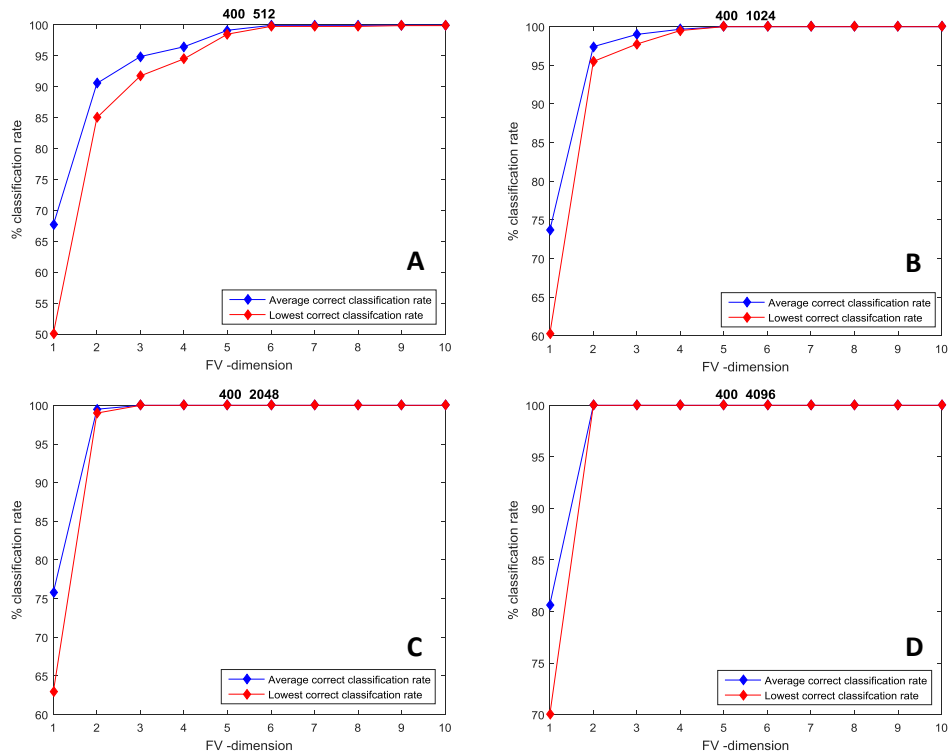 400 512
100
95
90
85
80
75
70
65
60
55
50
% classification rate
A
Average correct classification rate
Lowest correct classifcation rate
1 2 3 4 5 6 7 8 9 10
FV -dimension
400 1024
100
95
90
85
80
75
70
65
60
% classification rate
B
Average correct classification rate
Lowest correct classifcation rate
1 2 3 4 5 6 7 8 9 10
FV -dimension
400 2048
100
95
90
85
80
75
70
65
60
% classification rate
C
Average correct classification rate
Lowest correct classifcation rate
1 2 3 4 5 6 7 8 9 10
FV -dimension
400 4096
100
95
90
85
80
75
70
% classification rate
D
Average correct classification rate
Lowest correct classifcation rate
1 2 3 4 5 6 7 8 9 10
FV -dimension